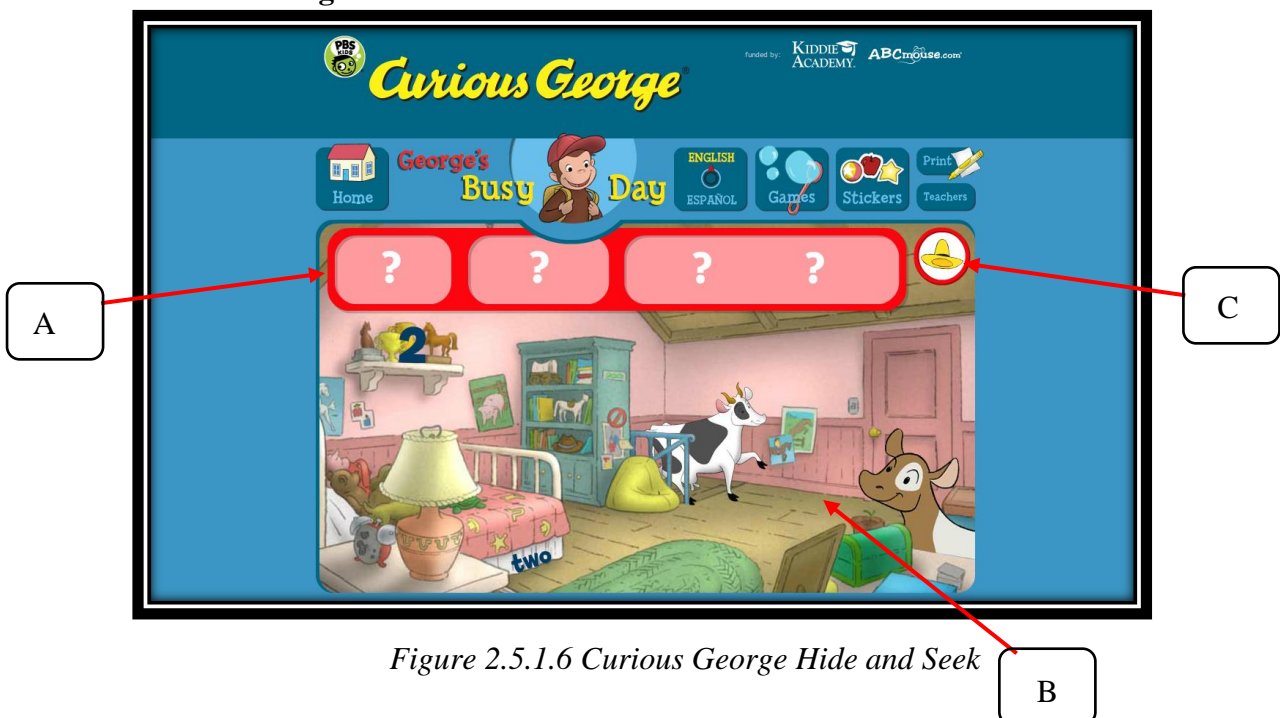 PBS
KIDS
Curious George®
funded by:
KIDDIE
ACADEMY.
ABCmouse.com
Home
George's
Busy Day
ENGLISH
ESPAÑOL
Games
Stickers
Print
Teachers
? ? ? ?
A
C
2
two
Figure 2.5.1.6 Curious George Hide and Seek
B